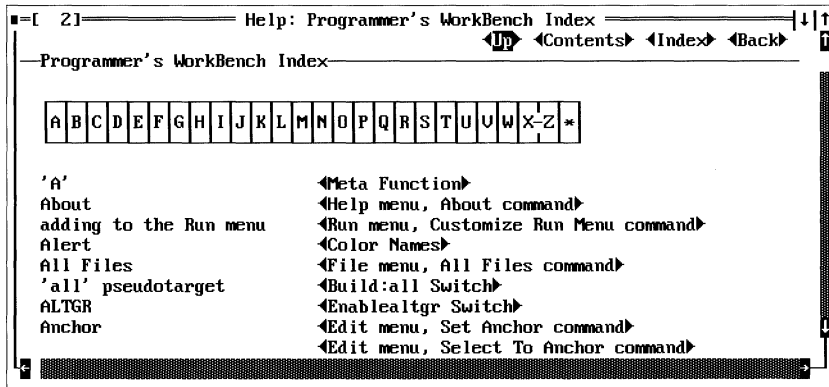 [ 2] Help: Programmer's WorkBench Index
◄Up► ◄Contents► ◄Index► ◄Back►
Programmer's WorkBench Index
A B C D E F G H I J K L M N O P Q R S T U V W X-Z *
'A' ◄Meta Function►
About ◄Help menu, About command►
adding to the Run menu ◄Run menu, Customize Run Menu command►
Alert ◄Color Names►
All Files ◄File menu, All Files command►
'all' pseudotarget ◄Build:all Switch►
ALTGR ◄Enablealtgr Switch►
Anchor ◄Edit menu, Set Anchor command►
◄Edit menu, Select To Anchor command►